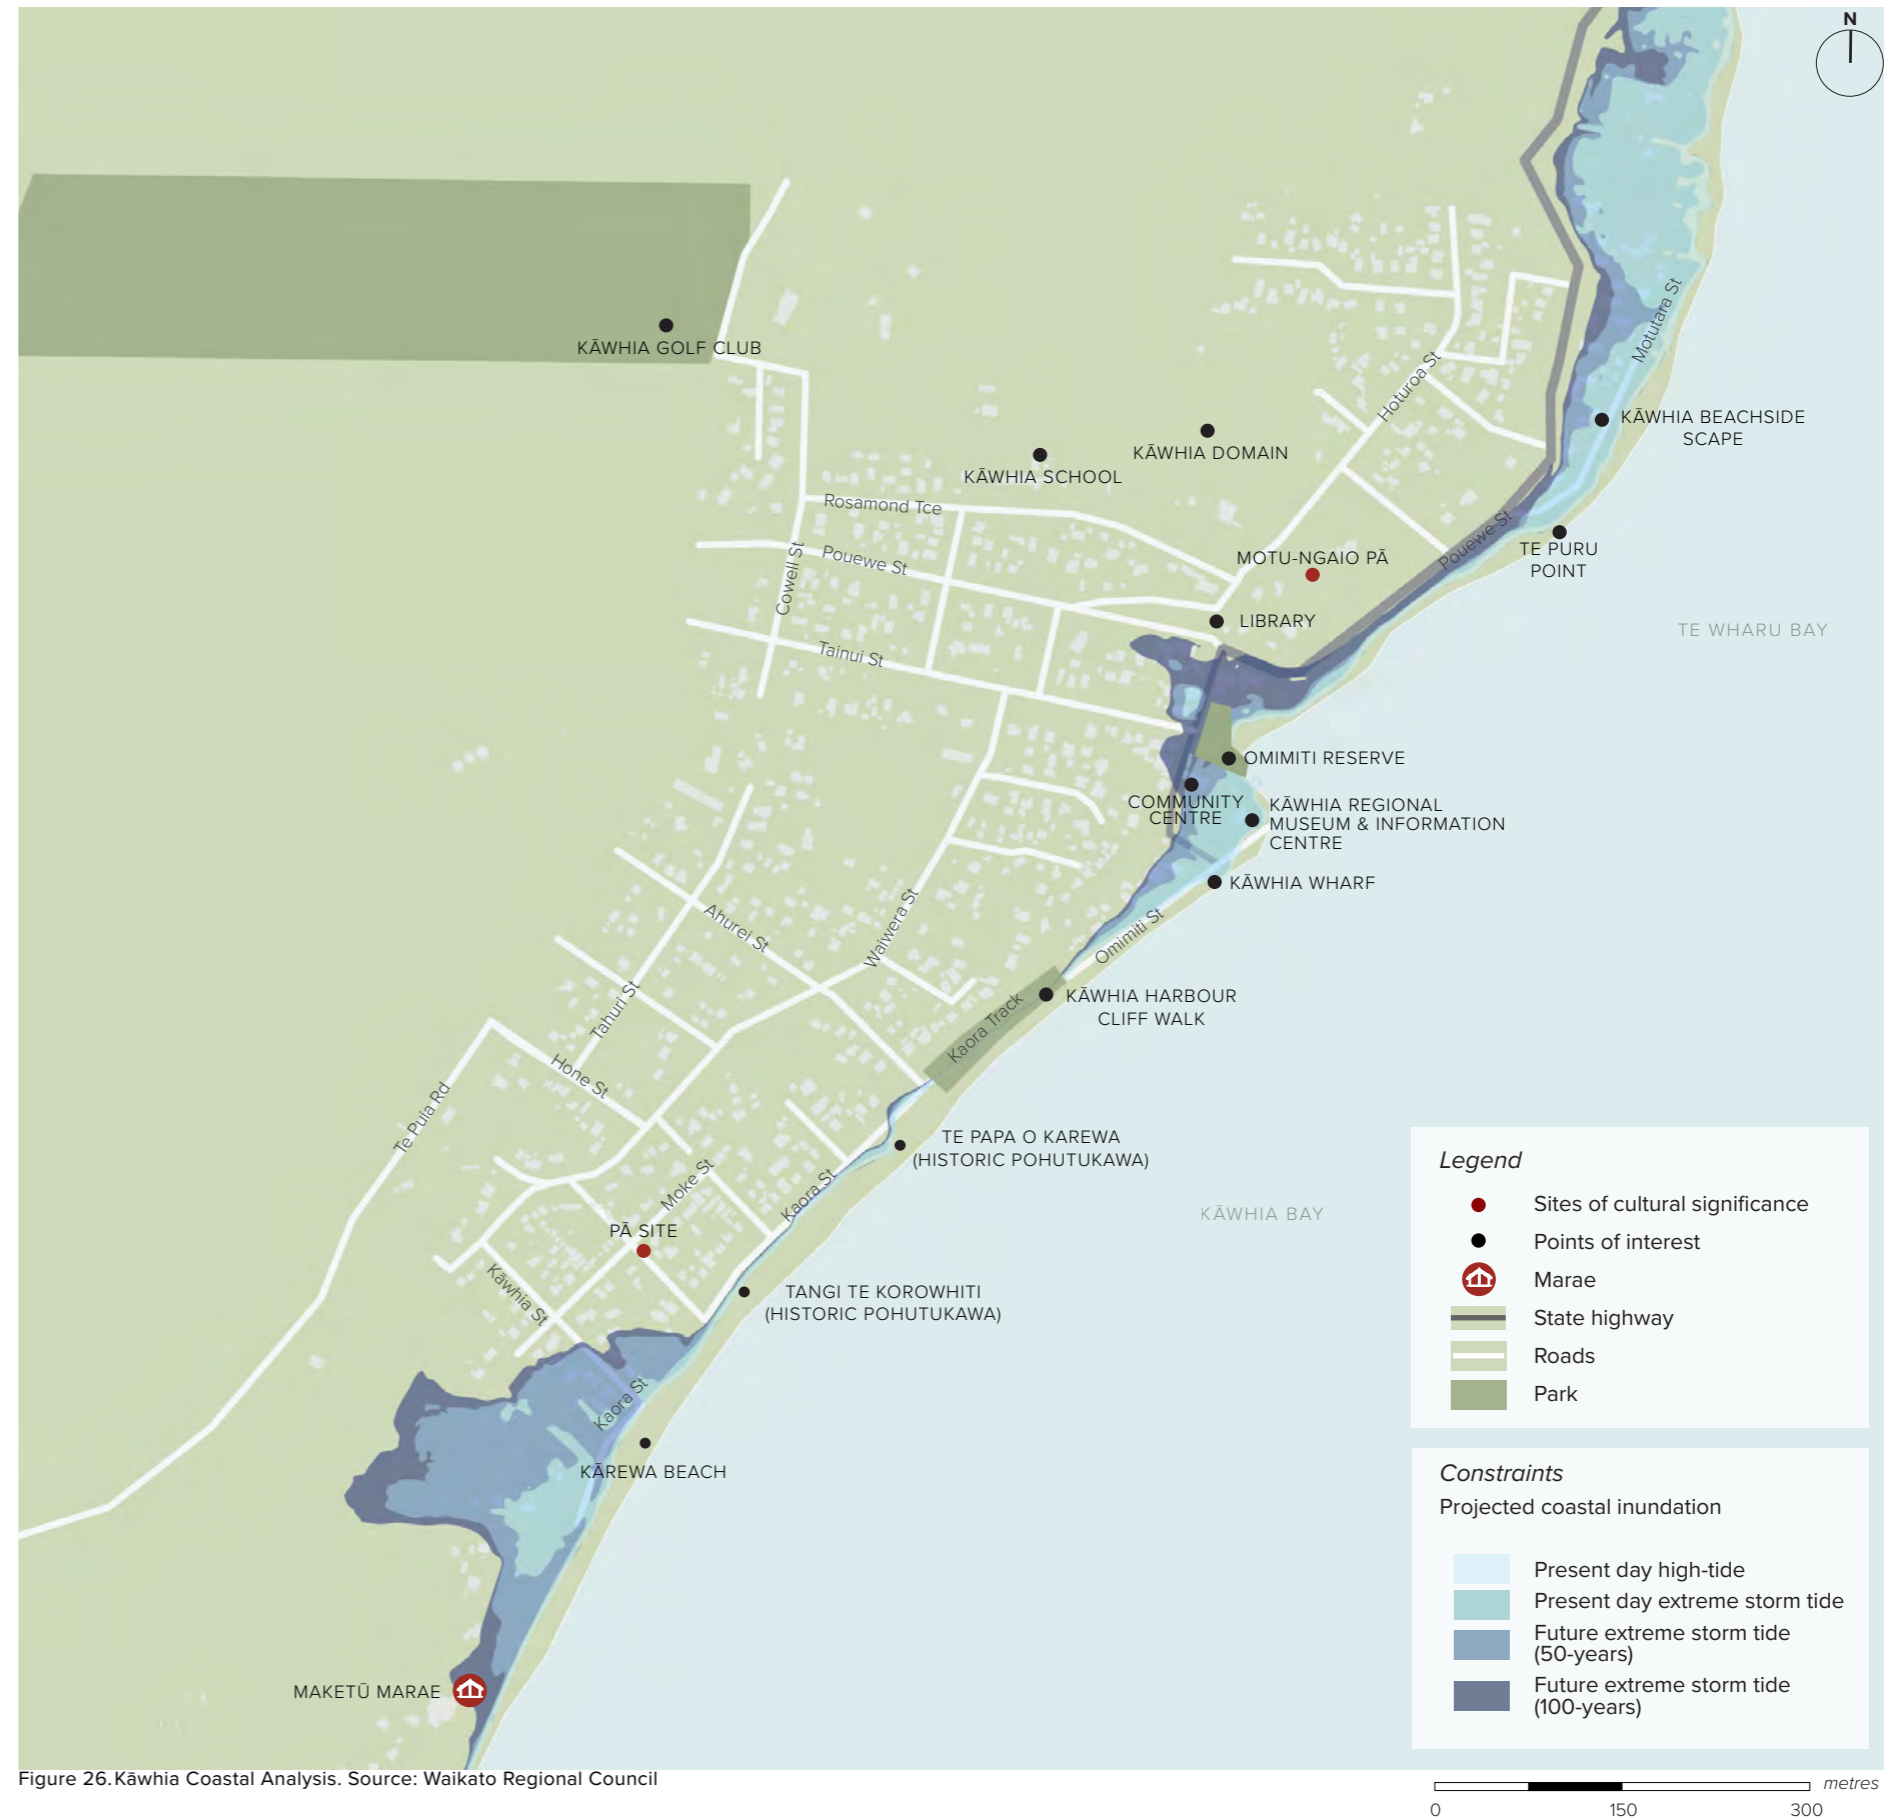 N
KĀWHIA GOLF CLUB
KĀWHIA SCHOOL
KĀWHIA DOMAIN
Hoturoa St
Motutara St
KĀWHIA BEACHSIDE
SCAPE
Rosamond Tce
Pouewe St
Cowell St
Tainui St
MOTU-NGAIO PĀ
LIBRARY
Pouewe St
TE PURU
POINT
TE WHARU BAY
OMIMITI RESERVE
COMMUNITY
CENTRE
KĀWHIA REGIONAL
MUSEUM & INFORMATION
CENTRE
KĀWHIA WHARF
Omimiti St
Waiwera St
Ahurei St
Tahuri St
KĀWHIA HARBOUR
CLIFF WALK
Kaora Track
Hone St
Te Puia Rd
TE PAPA O KAREWA
(HISTORIC POHUTUKAWA)
Moke St
Kaora St
KĀWHIA BAY
PĀ SITE
Kāwhia St
TANGI TE KOROWHITI
(HISTORIC POHUTUKAWA)
Kaora St
KĀREWA BEACH
MAKETŪ MARAE
Legend
Sites of cultural significance
Points of interest
Marae
State highway
Roads
Park
Constraints
Projected coastal inundation
Present day high-tide
Present day extreme storm tide
Future extreme storm tide
(50-years)
Future extreme storm tide
(100-years)
Figure 26. Kāwhia Coastal Analysis. Source: Waikato Regional Council
metres
0 150 300